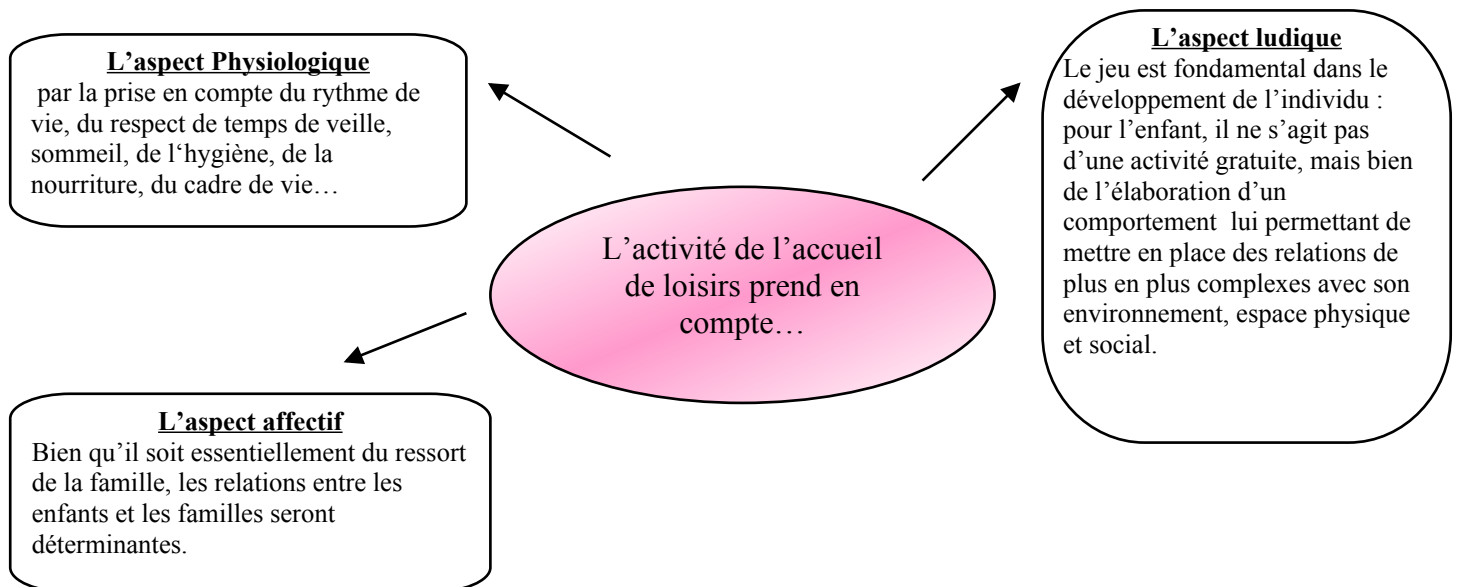 L’aspect Physiologique
par la prise en compte du rythme de
vie, du respect de temps de veille,
sommeil, de l‘hygiène, de la
nourriture, du cadre de vie…
L’aspect ludique
Le jeu est fondamental dans le
développement de l’individu :
pour l’enfant, il ne s’agit pas
d’une activité gratuite, mais bien
de l’élaboration d’un
comportement lui permettant de
mettre en place des relations de
plus en plus complexes avec son
environnement, espace physique
et social.
L’activité de l’accueil
de loisirs prend en
compte…
L’aspect affectif
Bien qu’il soit essentiellement du ressort
de la famille, les relations entre les
enfants et les familles seront
déterminantes.